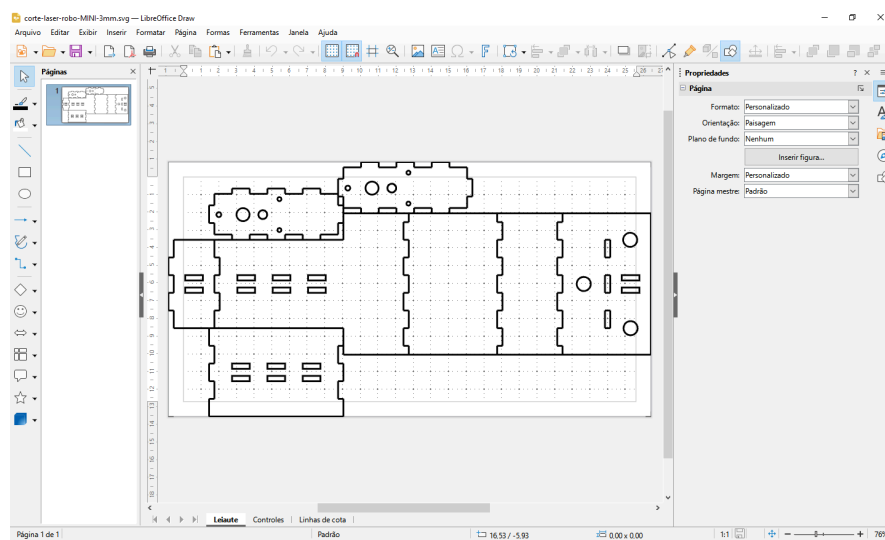 corte-laser-robo-MINI-3mm.svg — LibreOffice Draw
Arquivo Editar Exibir Inserir Formatar Página Formas Ferramentas Janela Ajuda
Páginas
1
Propriedades
Página
Formato: Personalizado
Orientação: Paisagem
Plano de fundo: Nenhum
Inserir figura...
Margem: Personalizado
Página mestre: Padrão
Leiaute Controles Linhas de cota
Página 1 de 1 Padrão 16.53 / -5.93 0.00 x 0.00 1:1 76%